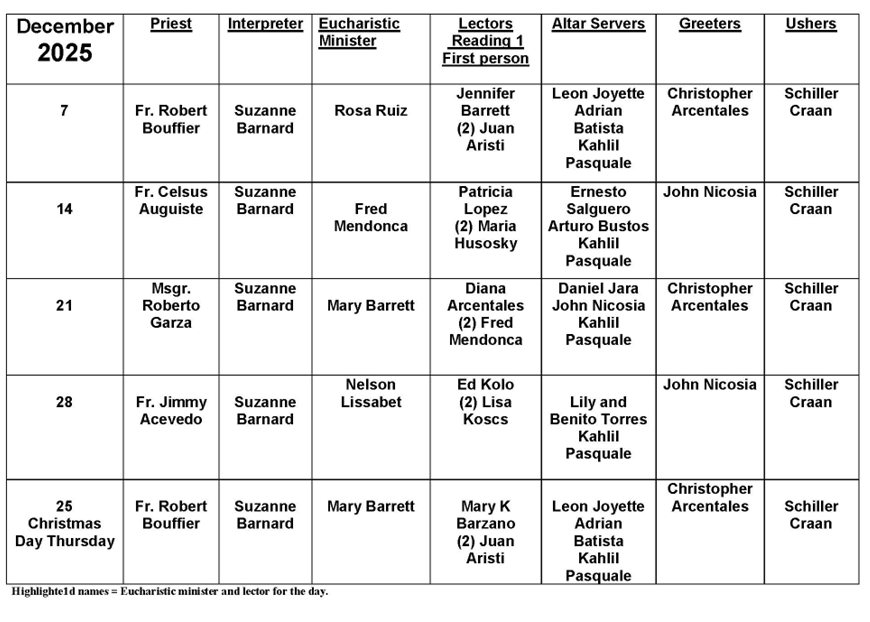 December 2025 Priest Interpreter Eucharistic Minister Lectors Reading 1 First person Altar Servers Greeters Ushers
7 Fr. Robert Bouffier Suzanne Barnard Rosa Ruiz Jennifer Barrett (2) Juan Aristi Leon Joyette Adrian Batista Kahlil Pasquale Christopher Arcentales Schiller Craan
14 Fr. Celsus Auguiste Suzanne Barnard Fred Mendonca Patricia Lopez (2) Maria Husosky Ernesto Salguero Arturo Bustos Kahlil Pasquale John Nicosia Schiller Craan
21 Msgr. Roberto Garza Suzanne Barnard Mary Barrett Diana Arcentales (2) Fred Mendonca Daniel Jara John Nicosia Kahlil Pasquale Christopher Arcentales Schiller Craan
28 Fr. Jimmy Acevedo Suzanne Barnard Nelson Lissabet Ed Kolo (2) Lisa Koscs Lily and Benito Torres Kahlil Pasquale John Nicosia Schiller Craan
25 Christmas Day Thursday Fr. Robert Bouffier Suzanne Barnard Mary Barrett Mary K Barzano (2) Juan Aristi Leon Joyette Adrian Batista Kahlil Pasquale Christopher Arcentales Schiller Craan
Highlighte1d names = Eucharistic minister and lector for the day.